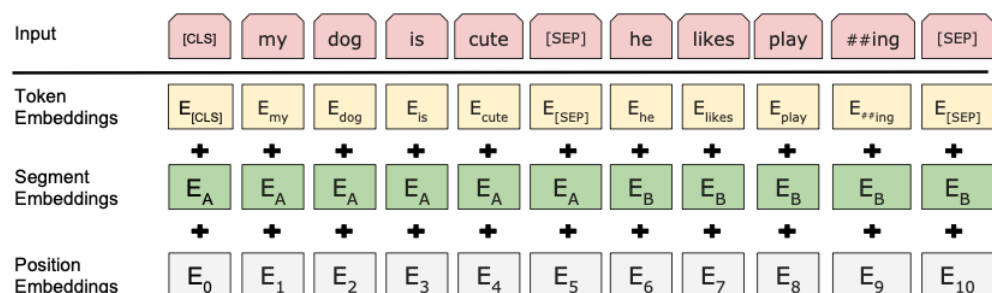 Input [CLS] my dog is cute [SEP] he likes play ##ing [SEP]
Token
Embeddings E[CLS] Emy Edog Eis Ecute E[SEP] Ehe Elikes Eplay E##ing E[SEP]
+ + + + + + + + + + +
Segment
Embeddings EA EA EA EA EA EA EB EB EB EB EB
+ + + + + + + + + + +
Position
Embeddings E0 E1 E2 E3 E4 E5 E6 E7 E8 E9 E10